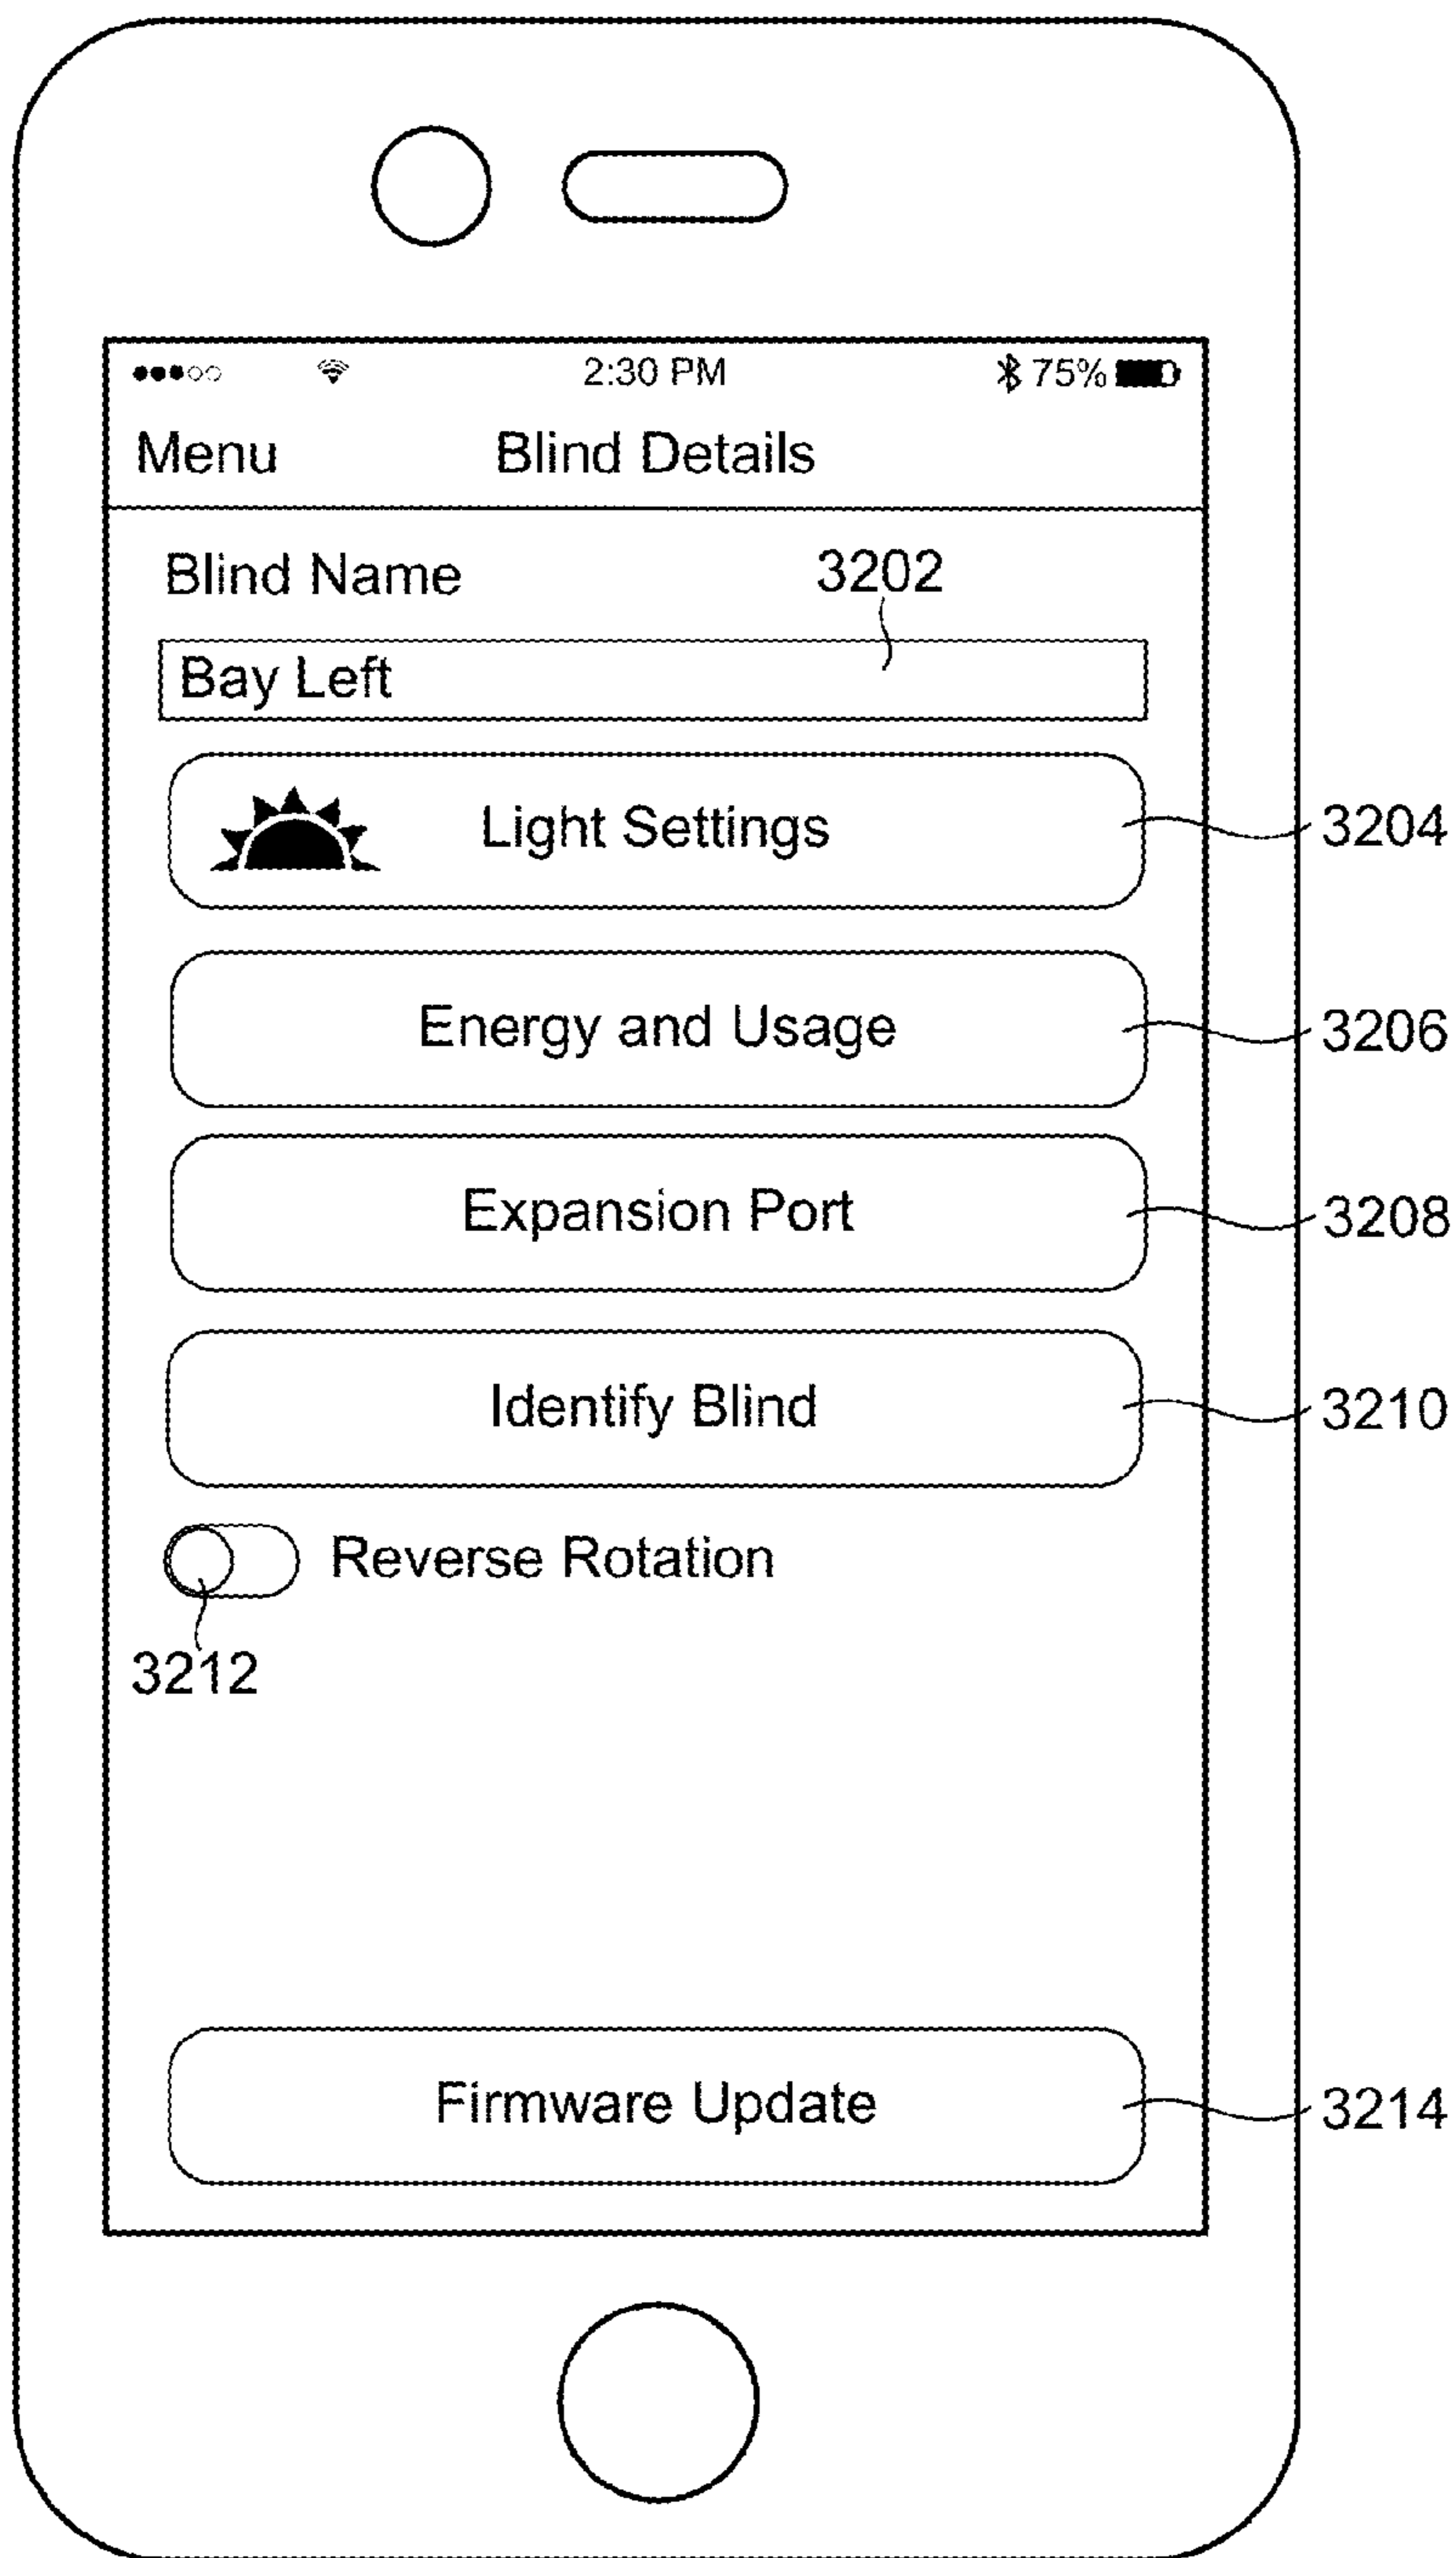 2:30 PM 75%
Menu Blind Details
Blind Name 3202
Bay Left
Light Settings 3204
Energy and Usage 3206
Expansion Port 3208
Identify Blind 3210
Reverse Rotation
3212
Firmware Update 3214